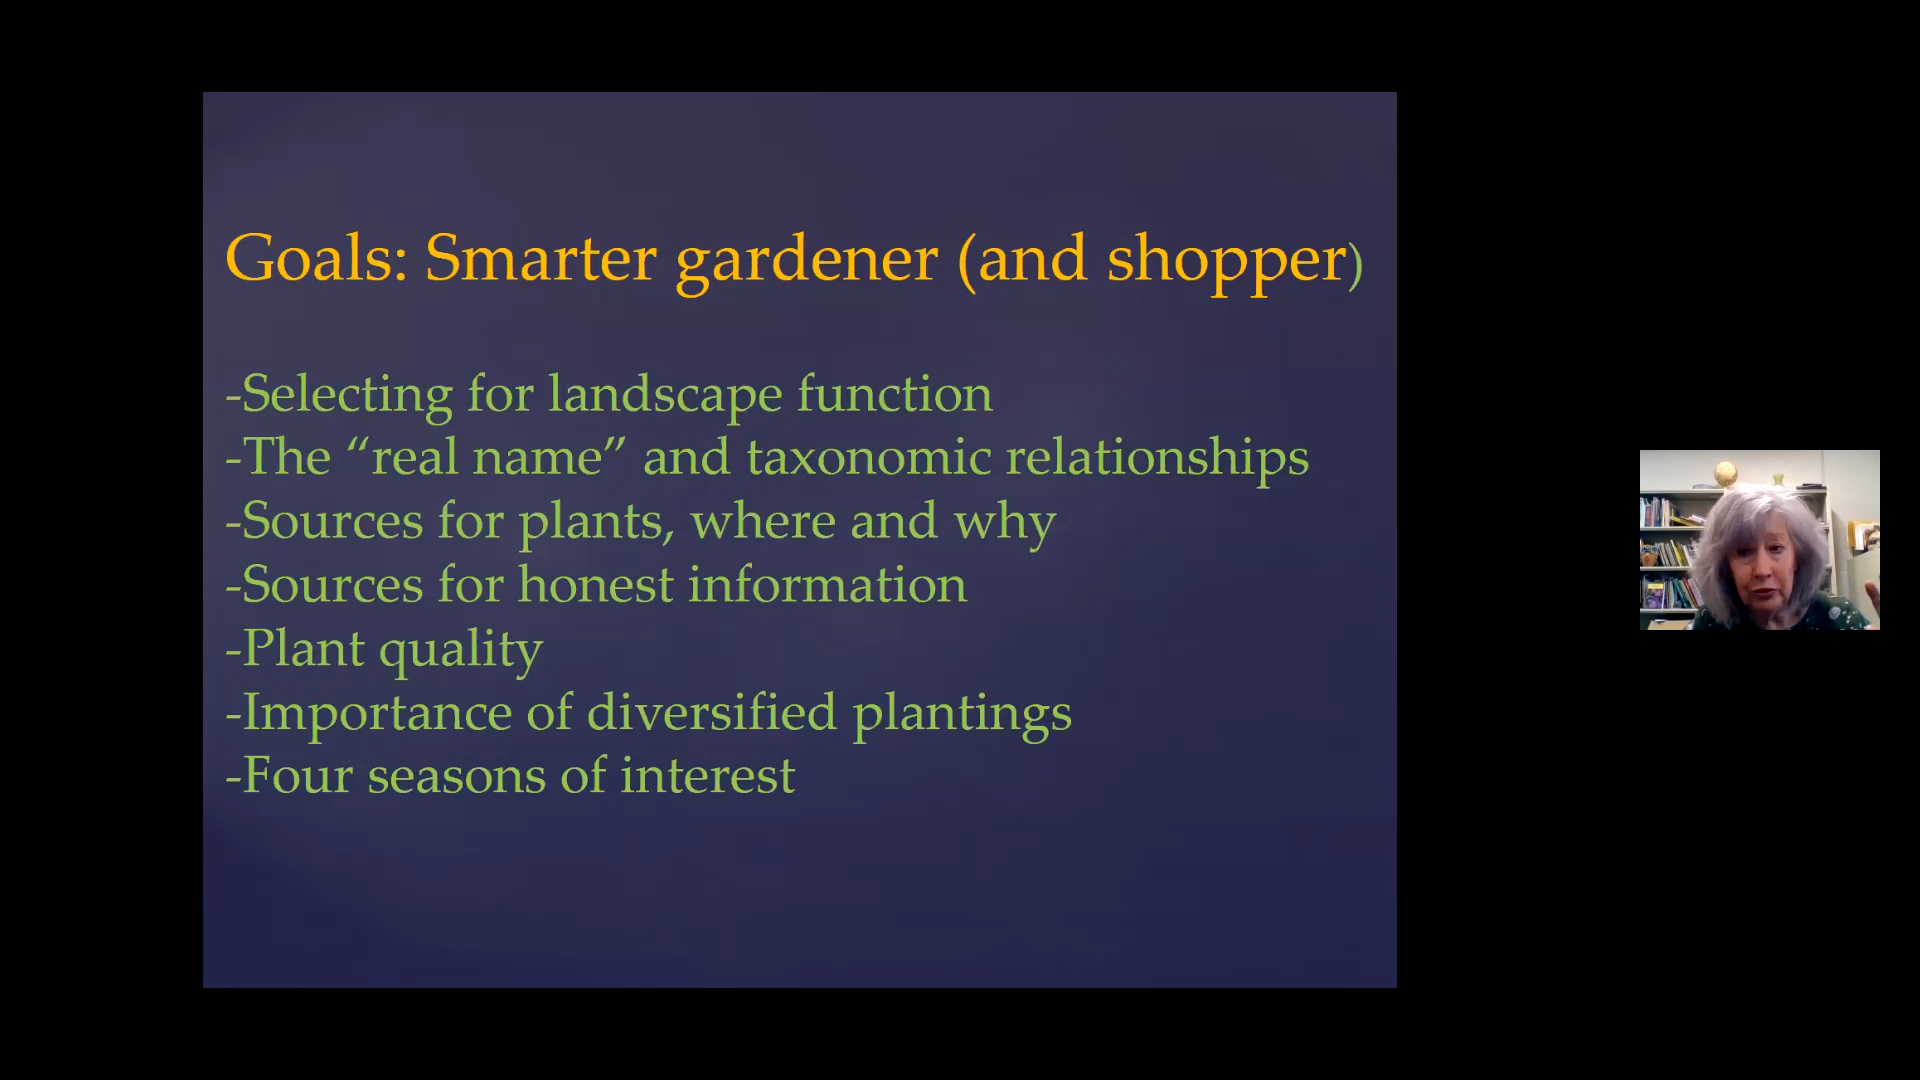 Goals: Smarter gardener (and shopper)
-Selecting for landscape function
-The “real name” and taxonomic relationships
-Sources for plants, where and why
-Sources for honest information
-Plant quality
-Importance of diversified plantings
-Four seasons of interest